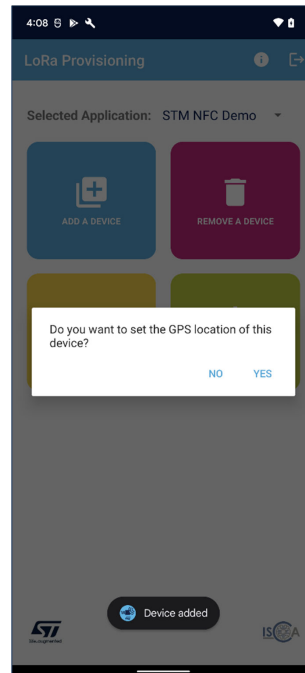 4:08
LoRa Provisioning
Selected Application: STM NFC Demo
ADD A DEVICE
REMOVE A DEVICE
Do you want to set the GPS location of this
device?
NO
YES
Device added
life.augmented